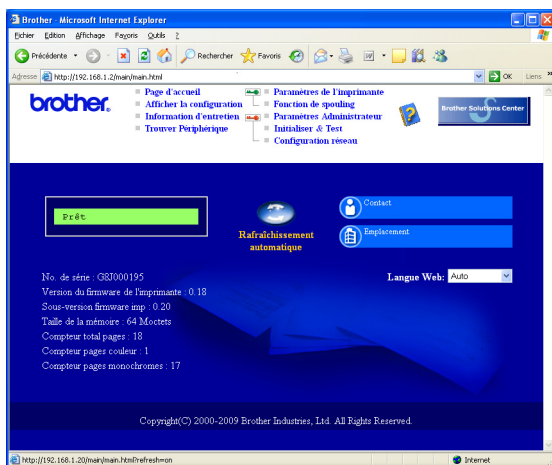 Brother - Microsoft Internet Explorer
Fichier Edition Affichage Favoris Outils ?
Précédente Rechercher Favoris
Adresse http://192.168.1.2/main/main.html OK Liens »
brother.
Page d'accueil
Afficher la configuration
Information d'entretien
Trouver Périphérique
Paramètres de l'imprimante
Fonction de spouling
Paramètres Administrateur
Initialiser & Test
Configuration réseau
Brother Solutions Center
Prêt
Rafraîchissement
automatique
Contact
Emplacement
Langue Web: Auto
No. de série : G8J000195
Version du firmware de l'imprimante : 0.18
Sous-version firmware imp : 0.20
Taille de la mémoire : 64 Moctets
Compteur total pages : 18
Compteur pages couleur : 1
Compteur pages monochromes : 17
Copyright(C) 2000-2009 Brother Industries, Ltd. All Rights Reserved.
http://192.168.1.20/main/main.html?refresh=on Internet